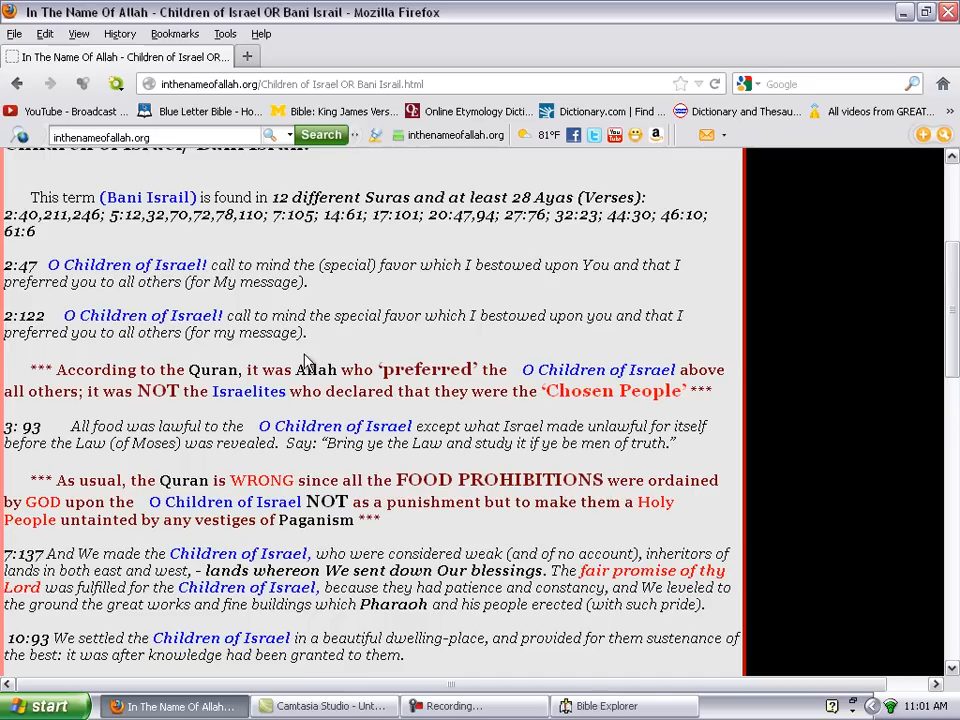 In The Name Of Allah - Children of Israel OR Bani Israil - Mozilla Firefox
File Edit View History Bookmarks Tools Help
In The Name Of Allah - Children of Israel OR...
inthenameofallah.org/Children of Israel OR Bani Israil.html
Google
YouTube - Broadcast ... Blue Letter Bible - Ho... Bible: King James Vers... Online Etymology Dicti... Dictionary.com | Find ... Dictionary and Thesau... All videos from GREAT...
inthenameofallah.org Search inthenameofallah.org 81°F
Children of Israel/ Bani Israil:
This term (Bani Israil) is found in 12 different Suras and at least 28 Ayas (Verses):
2:40,211,246; 5:12,32,70,72,78,110; 7:105; 14:61; 17:101; 20:47,94; 27:76; 32:23; 44:30; 46:10;
61:6
2:47 O Children of Israel! call to mind the (special) favor which I bestowed upon You and that I
preferred you to all others (for My message).
2:122 O Children of Israel! call to mind the special favor which I bestowed upon you and that I
preferred you to all others (for my message).
*** According to the Quran, it was Allah who ‘preferred’ the O Children of Israel above
all others; it was NOT the Israelites who declared that they were the ‘Chosen People’ ***
3: 93 All food was lawful to the O Children of Israel except what Israel made unlawful for itself
before the Law (of Moses) was revealed. Say: “Bring ye the Law and study it if ye be men of truth.”
*** As usual, the Quran is WRONG since all the FOOD PROHIBITIONS were ordained
by GOD upon the O Children of Israel NOT as a punishment but to make them a Holy
People untainted by any vestiges of Paganism ***
7:137 And We made the Children of Israel, who were considered weak (and of no account), inheritors of
lands in both east and west, - lands whereon We sent down Our blessings. The fair promise of thy
Lord was fulfilled for the Children of Israel, because they had patience and constancy, and We leveled to
the ground the great works and fine buildings which Pharaoh and his people erected (with such pride).
10:93 We settled the Children of Israel in a beautiful dwelling-place, and provided for them sustenance of
the best: it was after knowledge had been granted to them.
start In The Name Of Allah... Camtasia Studio - Unt... Recording... Bible Explorer 11:01 AM